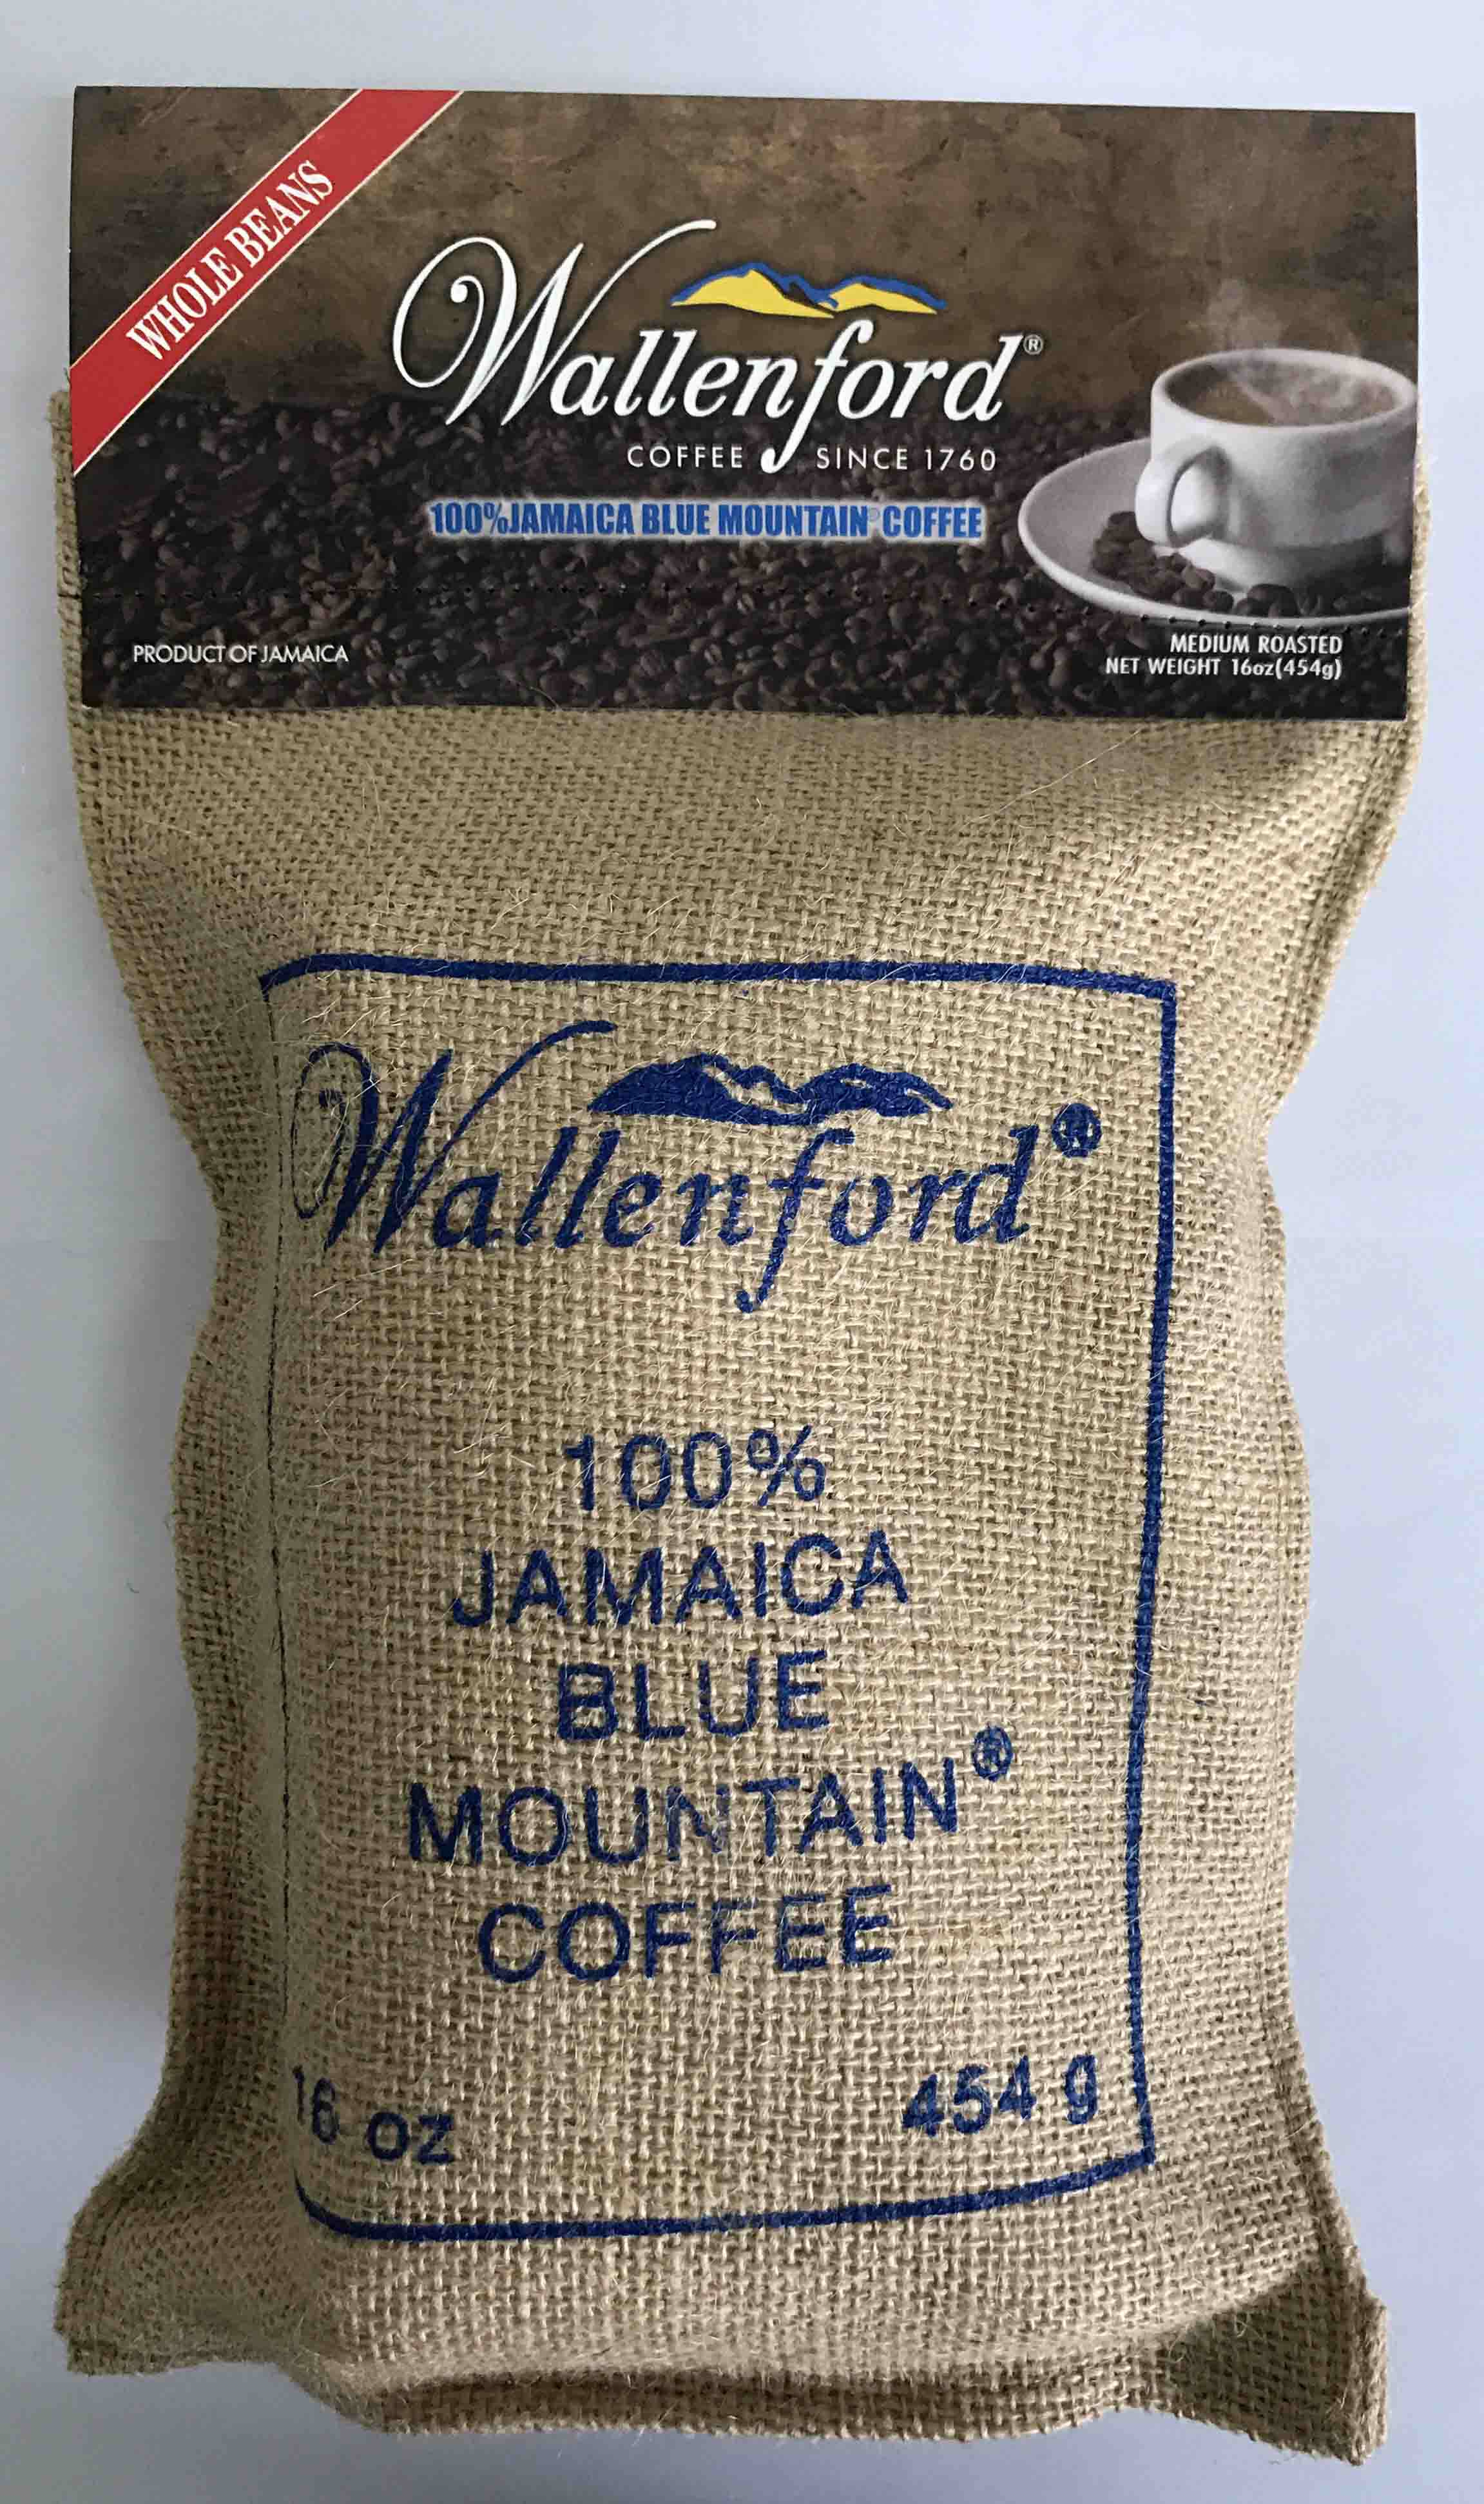 WHOLE BEANS
Wallenford®
COFFEE SINCE 1760
100% JAMAICA BLUE MOUNTAIN® COFFEE
PRODUCT OF JAMAICA
MEDIUM ROASTED
NET WEIGHT 16oz(454g)
Wallenford®
100%
JAMAICA
BLUE
MOUNTAIN®
COFFEE
16 oz
454 g